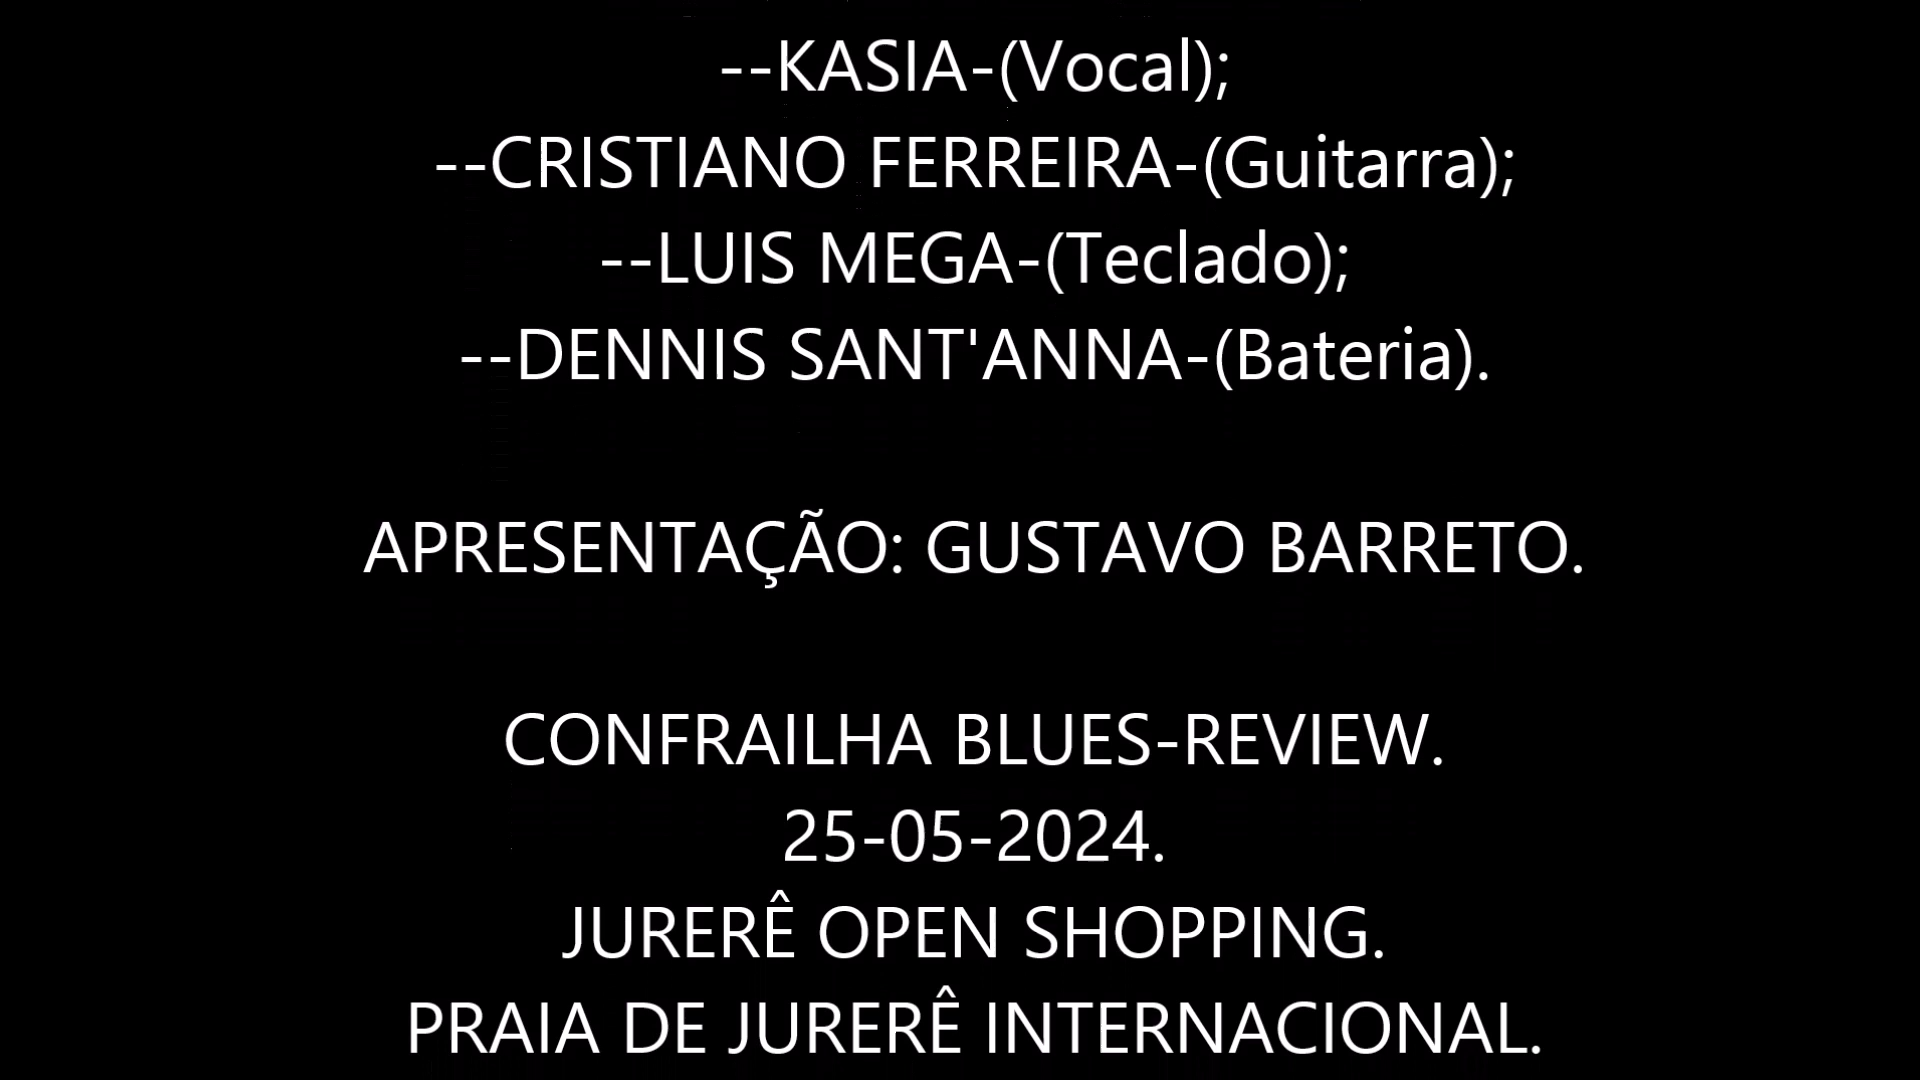 --KASIA-(Vocal);
--CRISTIANO FERREIRA-(Guitarra);
--LUIS MEGA-(Teclado);
--DENNIS SANT'ANNA-(Bateria).
APRESENTAÇÃO: GUSTAVO BARRETO.
CONFRAILHA BLUES-REVIEW.
25-05-2024.
JURERÊ OPEN SHOPPING.
PRAIA DE JURERÊ INTERNACIONAL.